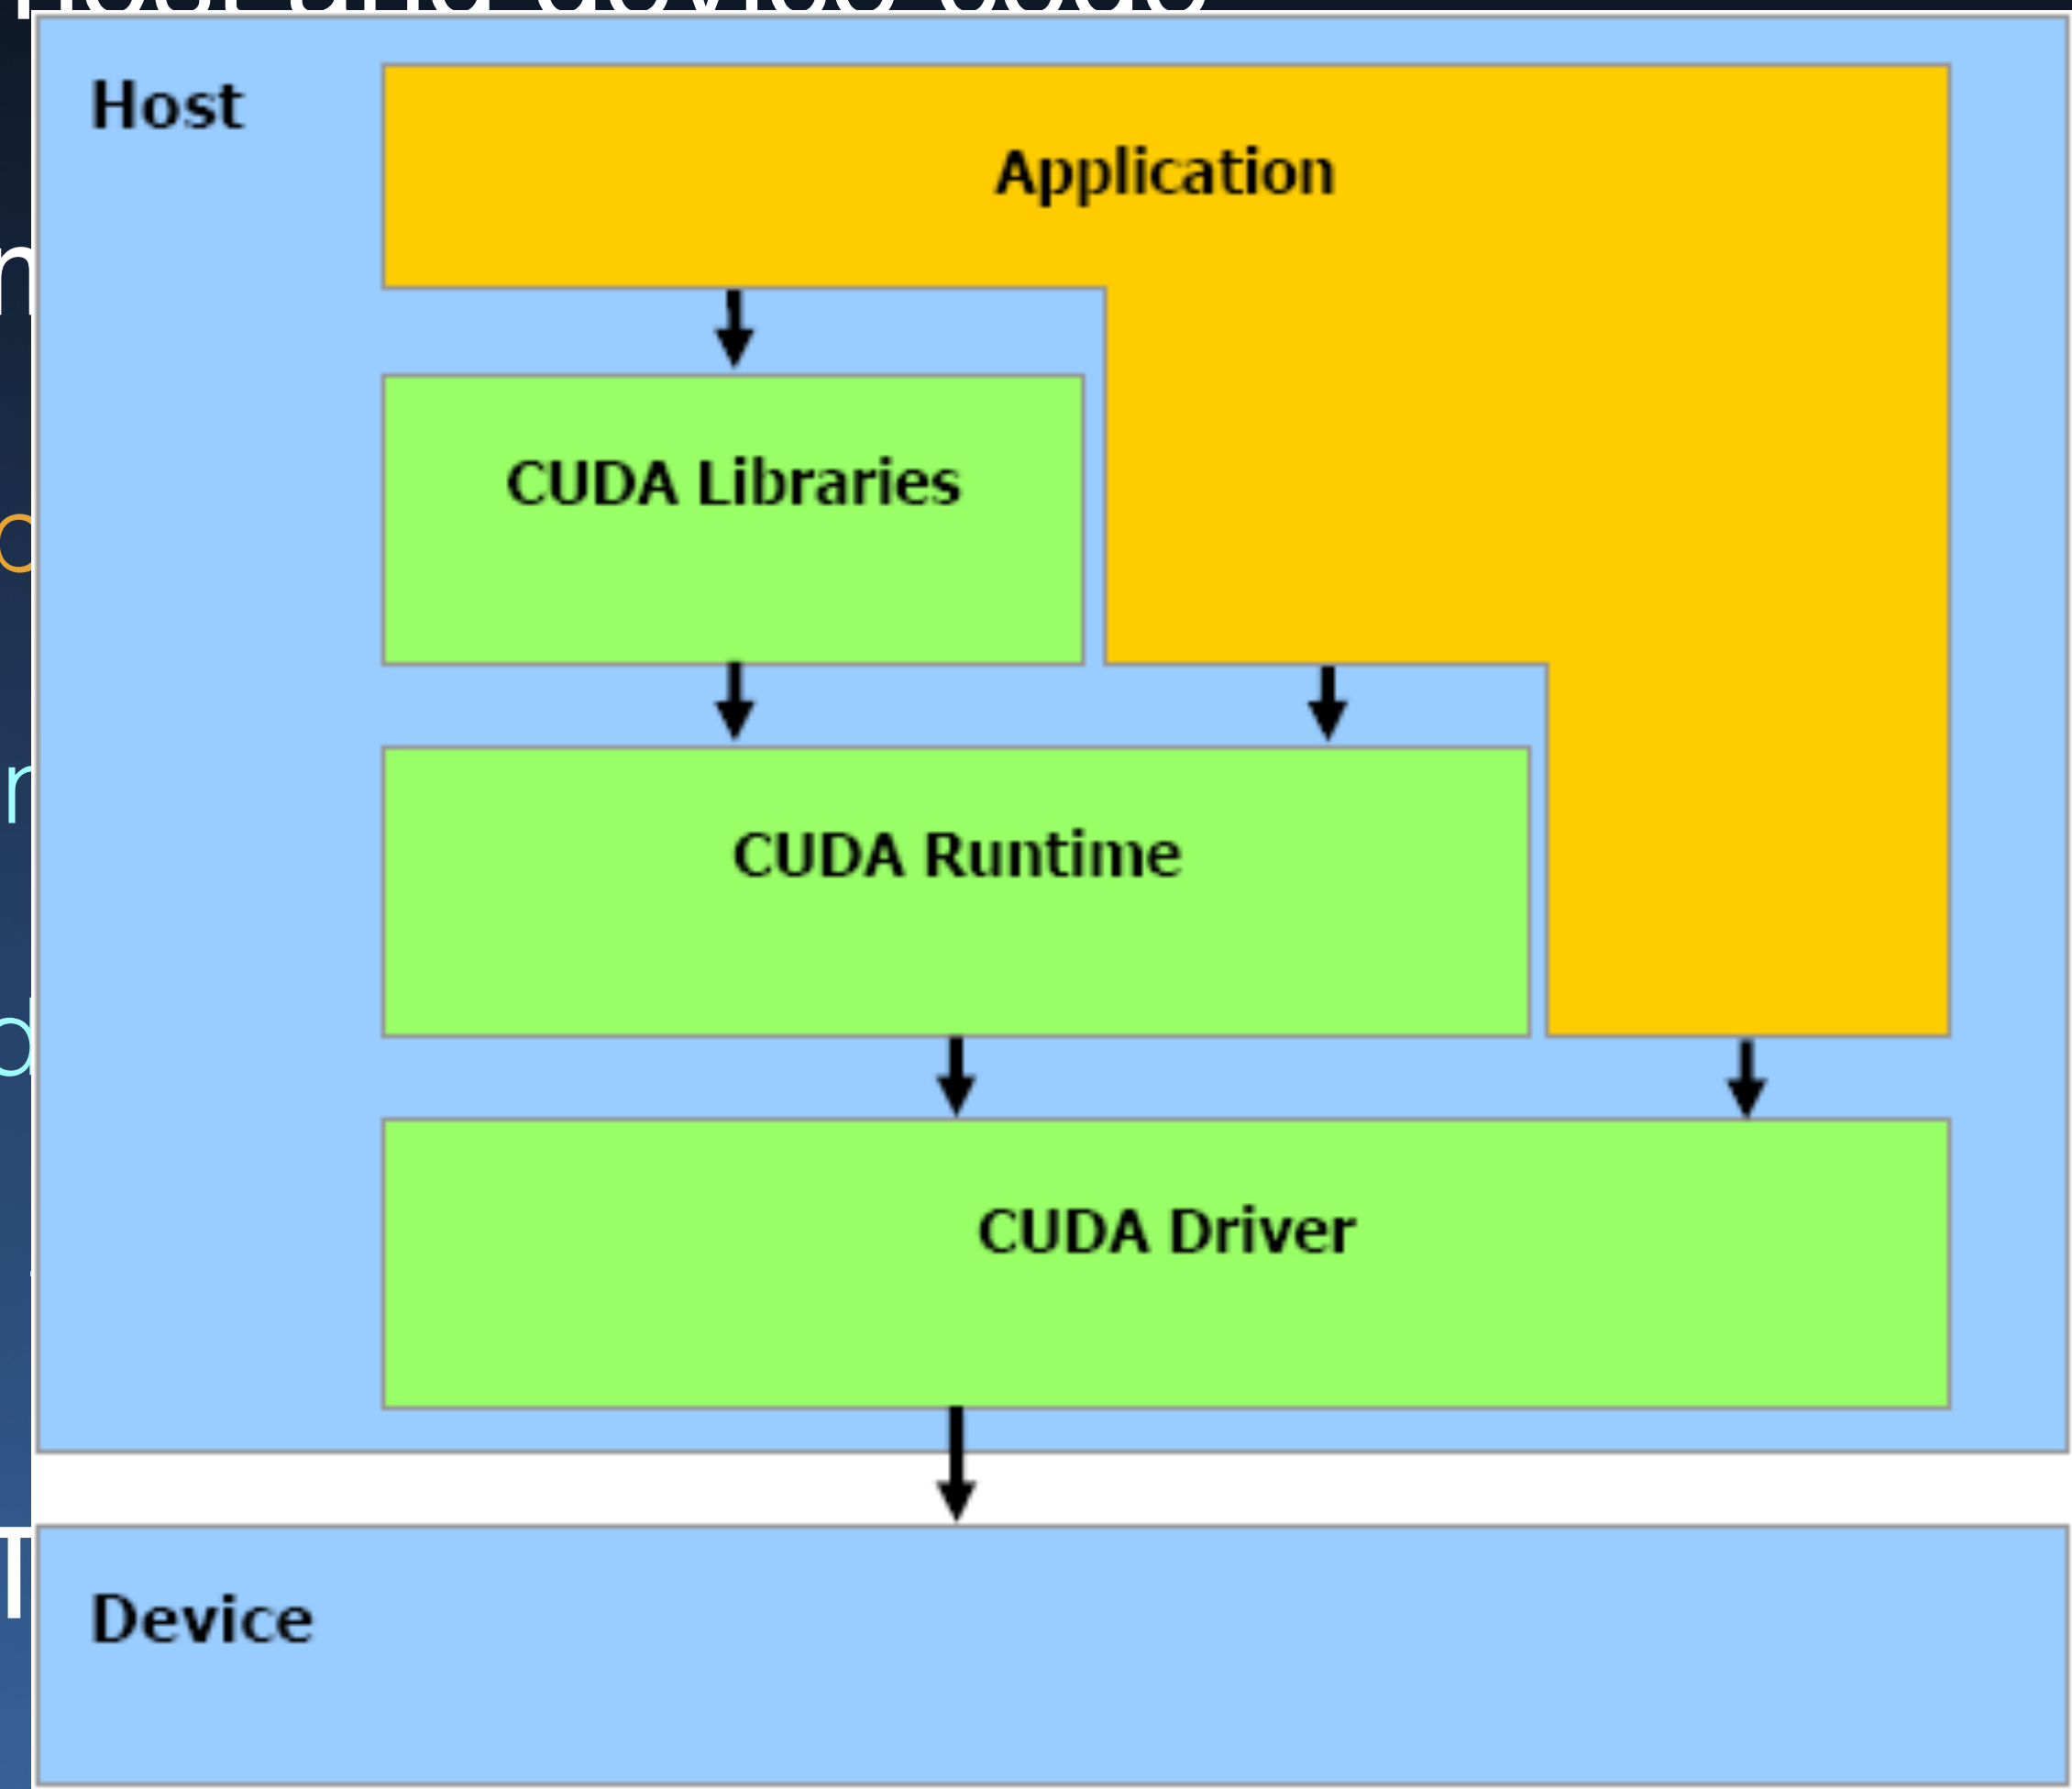 Host
Application
CUDA Libraries
CUDA Runtime
CUDA Driver
Device